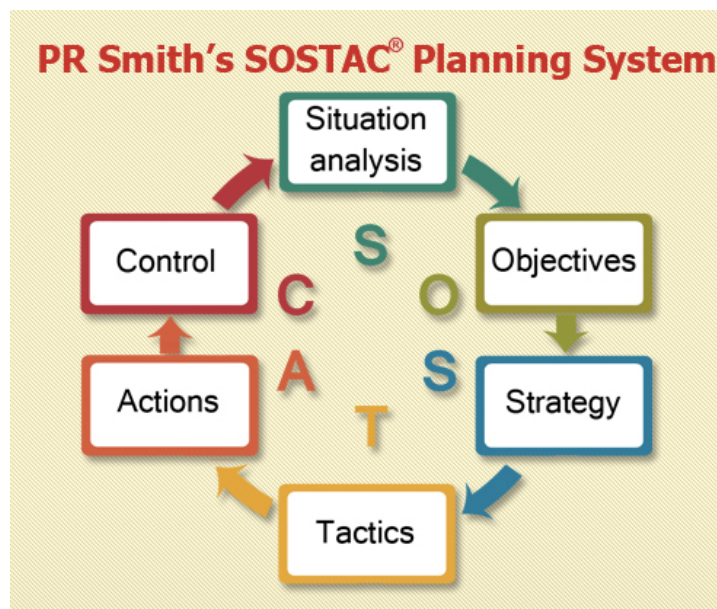 PR Smith's SOSTAC® Planning System
Situation
analysis
Objectives
Strategy
Tactics
Actions
Control
S
O
S
T
A
C